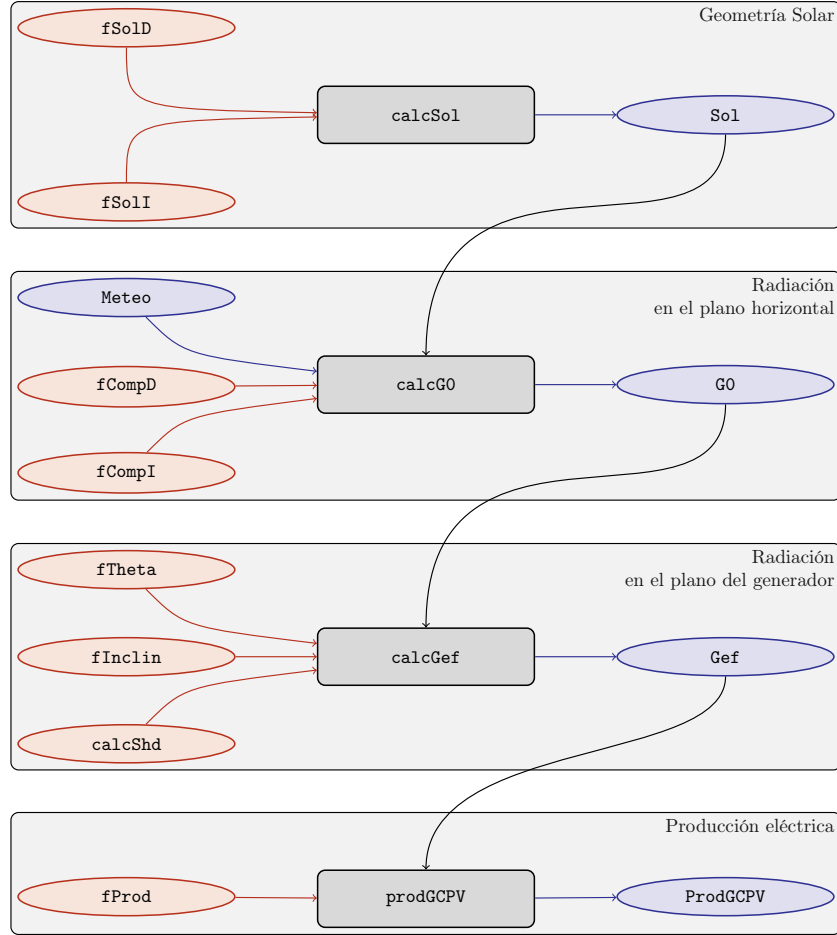 Geometría Solar
fSolD
calcSol
Sol
fSolI
Radiación
en el plano horizontal
Meteo
fCompD
calcG0
G0
fCompI
Radiación
en el plano del generador
fTheta
fInclin
calcGef
Gef
calcShd
Producción eléctrica
fProd
prodGCPV
ProdGCPV